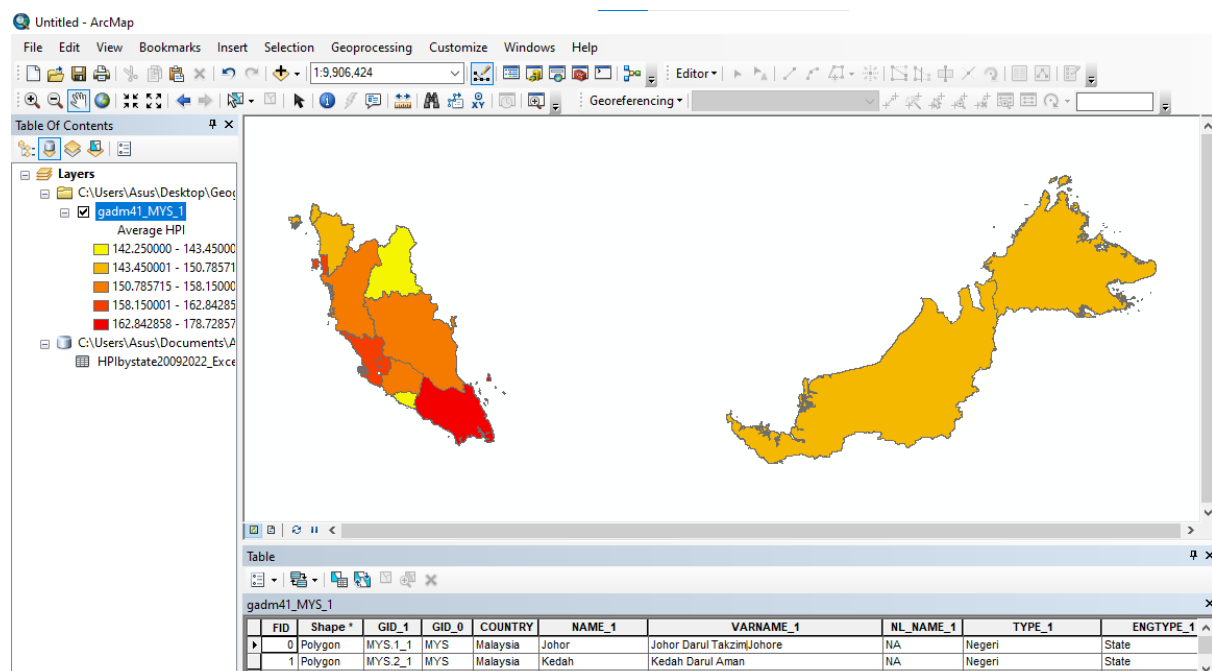 Untitled - ArcMap
File Edit View Bookmarks Insert Selection Geoprocessing Customize Windows Help
1:9,906,424 Editor
Georeferencing
Table Of Contents
Layers
C:\Users\Asus\Desktop\Geog
gadm41_MYS_1
Average HPI
142.250000 - 143.45000
143.450001 - 150.78571
150.785715 - 158.15000
158.150001 - 162.84285
162.842858 - 178.72857
C:\Users\Asus\Documents\A
HPIbystate20092022_Exce
Table
gadm41_MYS_1
FID Shape * GID_1 GID_0 COUNTRY NAME_1 VARNAME_1 NL_NAME_1 TYPE_1 ENGTYPE_1
0 Polygon MYS.1_1 MYS Malaysia Johor Johor Darul Takzim|Johore NA Negeri State
1 Polygon MYS.2_1 MYS Malaysia Kedah Kedah Darul Aman NA Negeri State